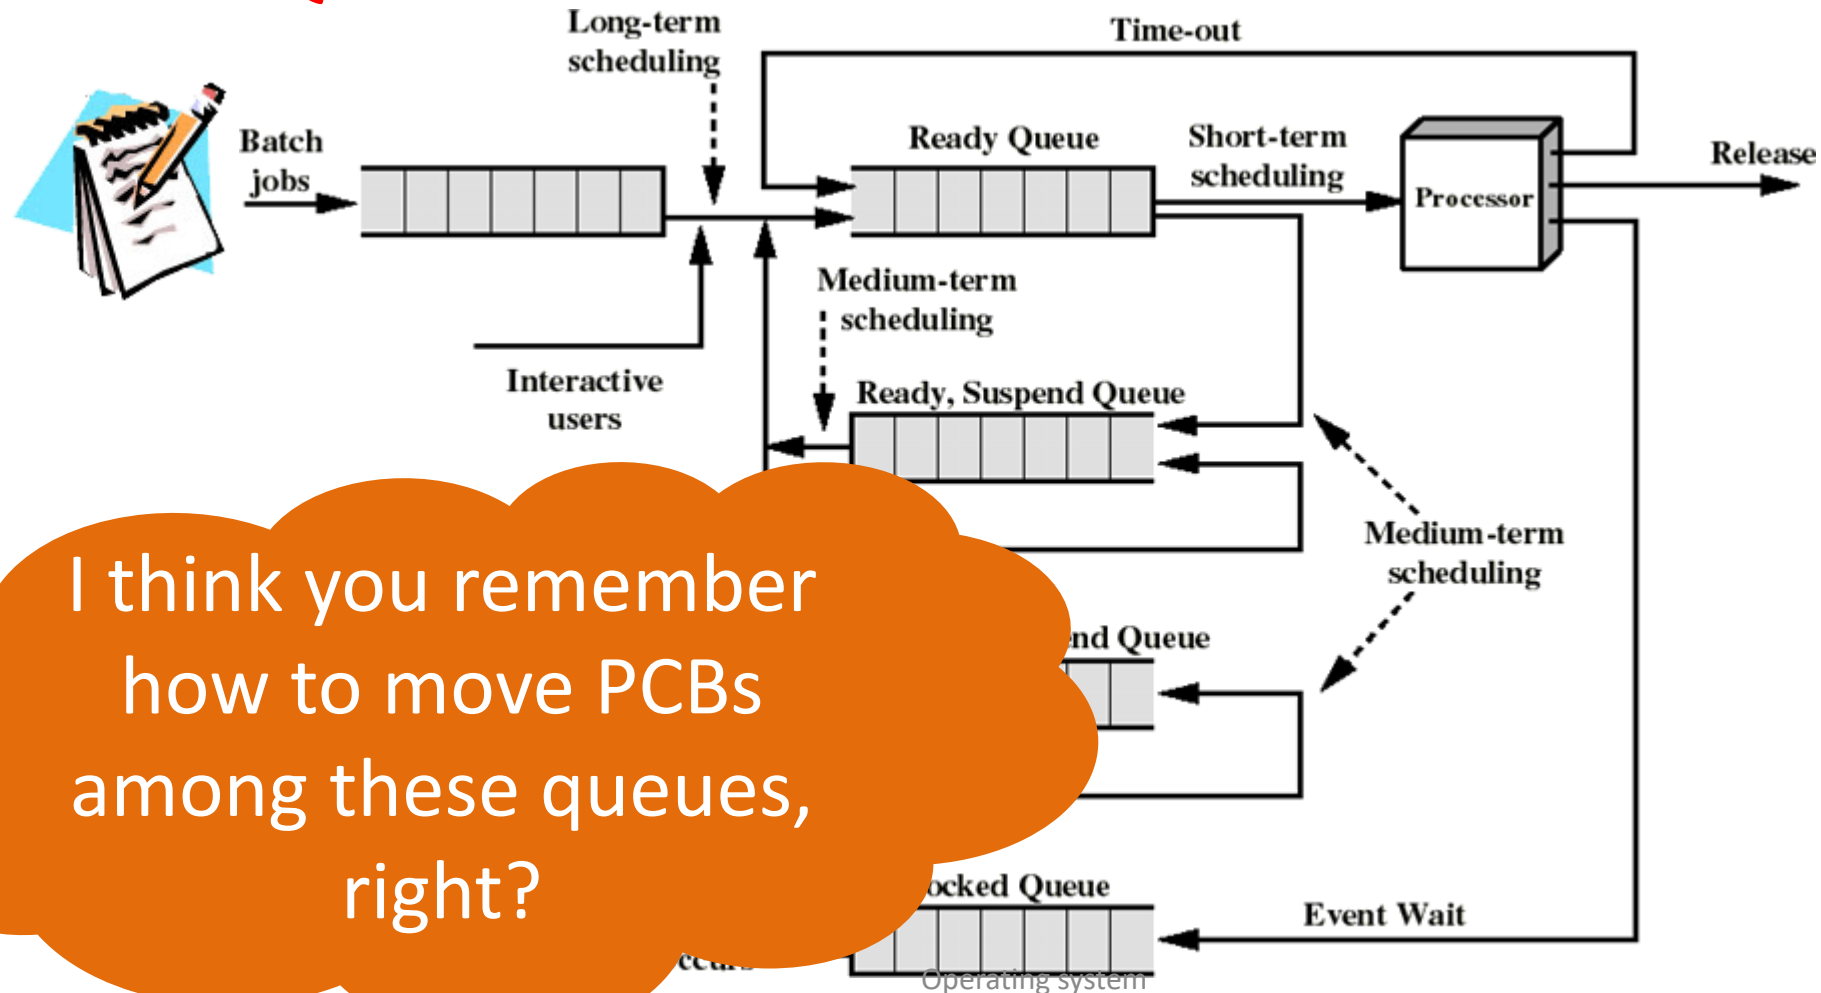 Long-term
scheduling
Time-out
Batch
jobs
Ready Queue
Short-term
scheduling
Release
Processor
Medium-term
scheduling
Interactive
users
Ready, Suspend Queue
Medium-term
scheduling
I think you remember
how to move PCBs
among these queues,
right?
Queue
Queue
Event Wait
Operating system